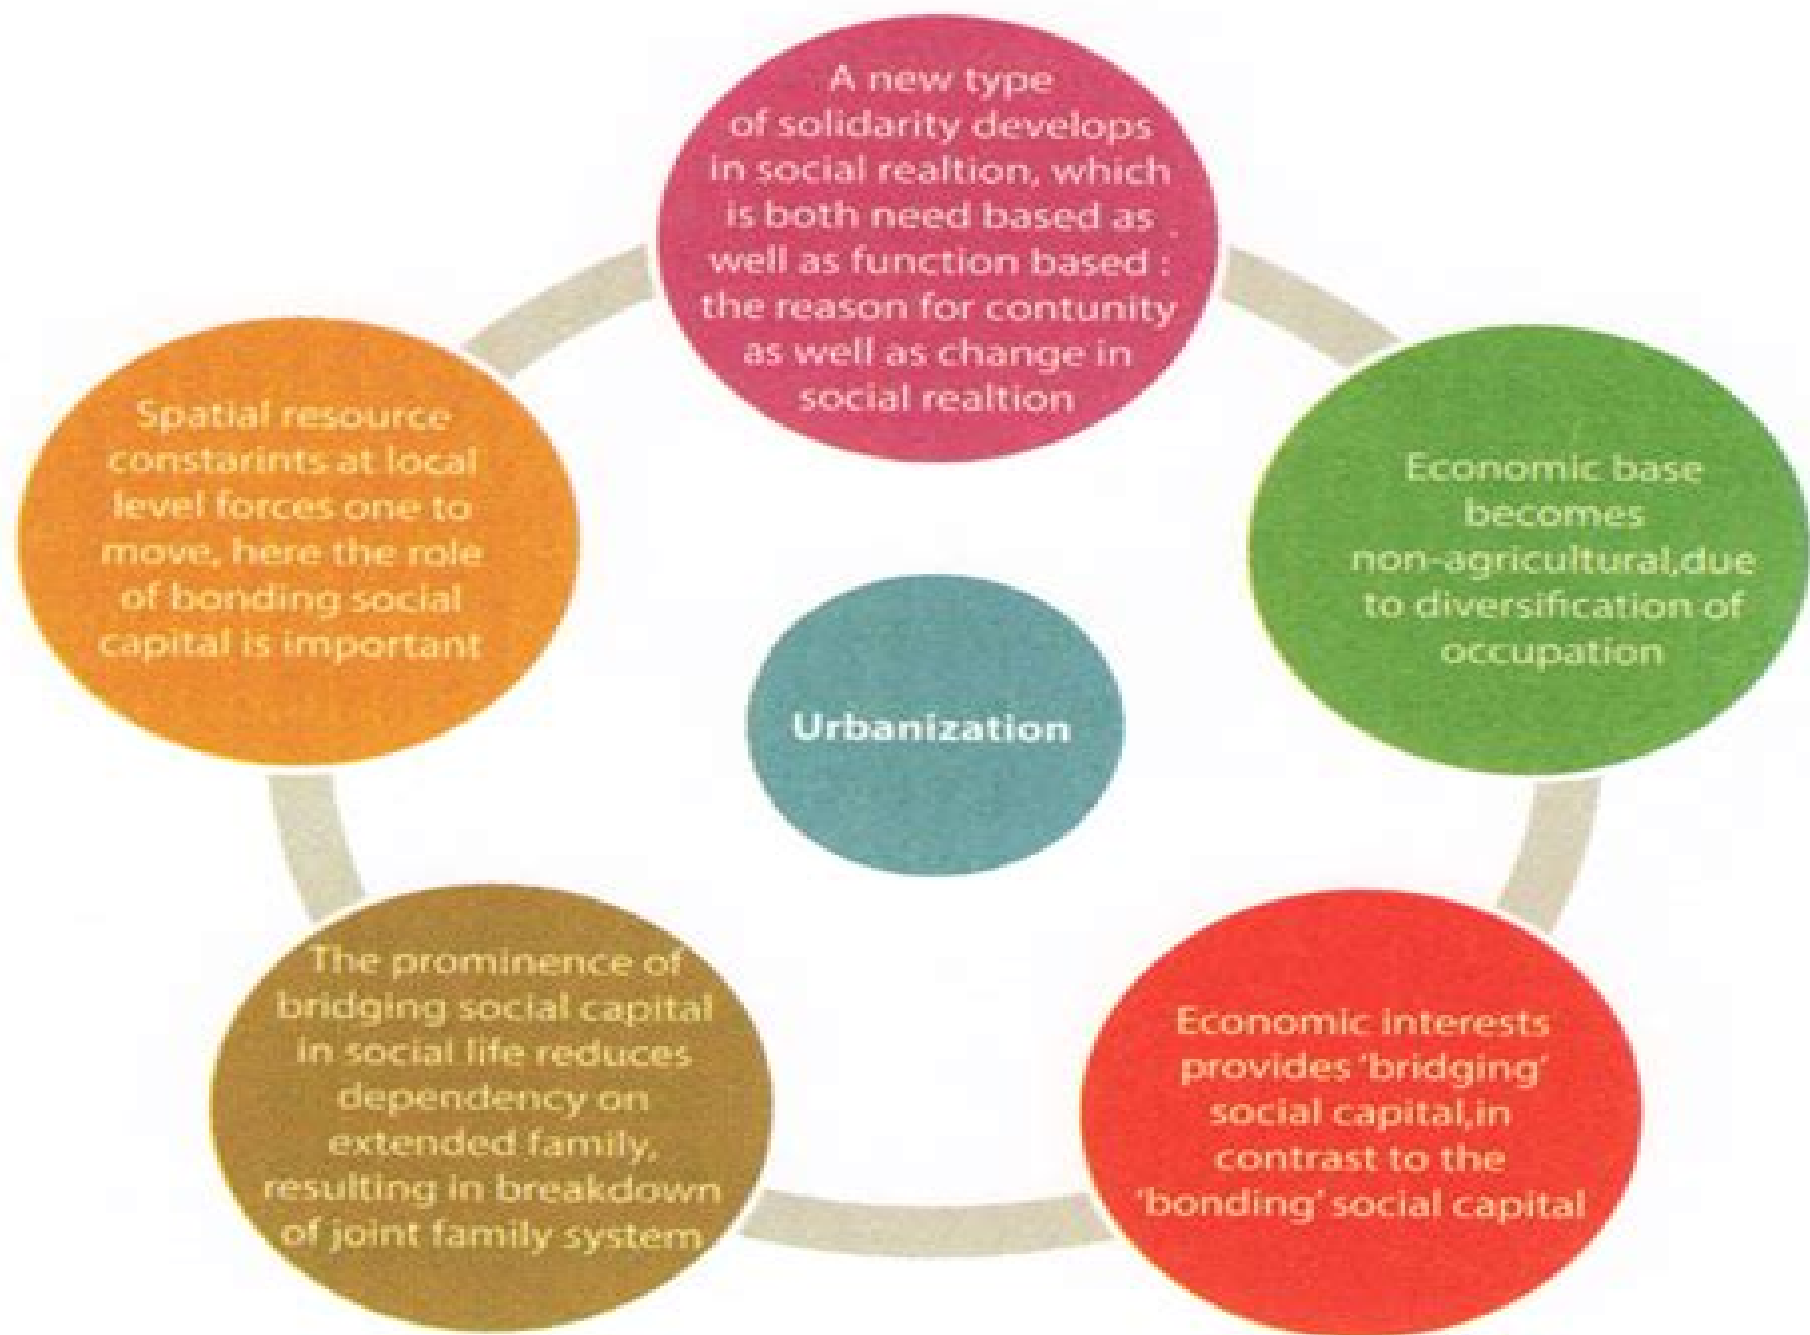 A new type
of solidarity develops
in social realtion, which
is both need based as
well as function based :
the reason for contunity
as well as change in
social realtion
Economic base
becomes
non-agricultural,due
to diversification of
occupation
Economic interests
provides 'bridging'
social capital,in
contrast to the
'bonding' social capital
The prominence of
bridging social capital
in social life reduces
dependency on
extended family,
resulting in breakdown
of joint family system
Spatial resource
constarints at local
level forces one to
move, here the role
of bonding social
capital is important
Urbanization